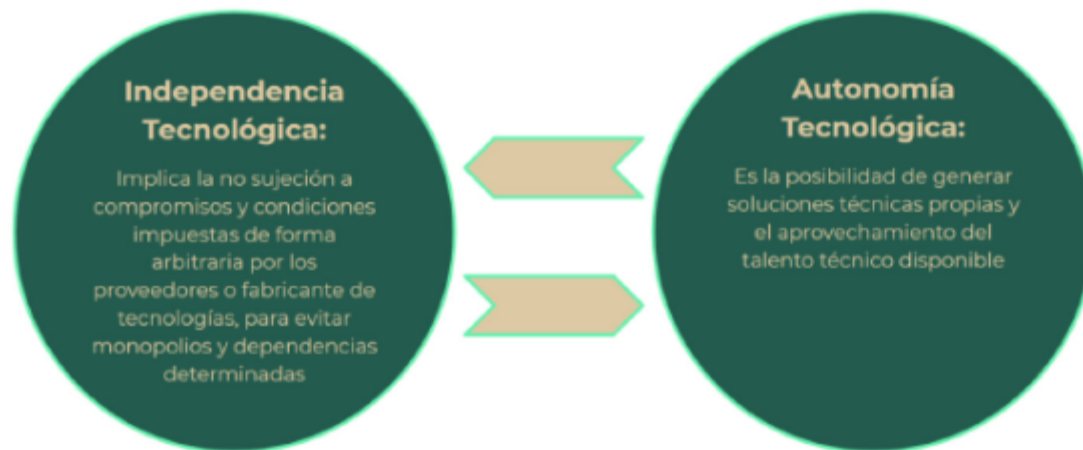 Independencia
Tecnológica:
Implica la no sujeción a
compromisos y condiciones
impuestas de forma
arbitraria por los
proveedores o fabricante de
tecnologías, para evitar
monopolios y dependencias
determinadas
Autonomía
Tecnológica:
Es la posibilidad de generar
soluciones técnicas propias y
el aprovechamiento del
talento técnico disponible